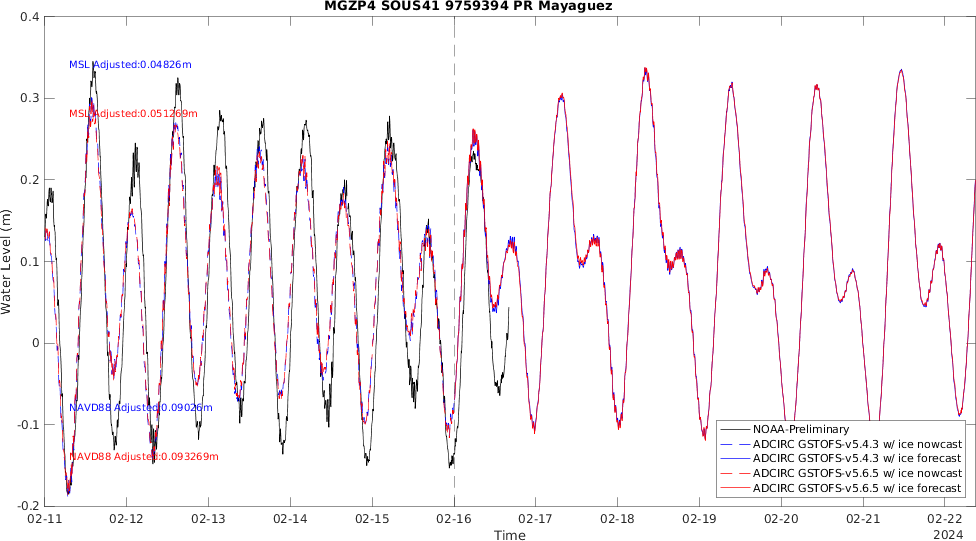 MGZP4 SOUS41 9759394 PR Mayaguez
0.4
0.3
0.2
0.1
0
-0.1
-0.2
Water Level (m)
MSL Adjusted:0.04826m
MSL Adjusted:0.051269m
NAVD88 Adjusted:0.09026m
NAVD88 Adjusted:0.093269m
NOAA-Preliminary
ADCIRC GSTOFS-v5.4.3 w/ ice nowcast
ADCIRC GSTOFS-v5.4.3 w/ ice forecast
ADCIRC GSTOFS-v5.6.5 w/ ice nowcast
ADCIRC GSTOFS-v5.6.5 w/ ice forecast
02-11 02-12 02-13 02-14 02-15 02-16 02-17 02-18 02-19 02-20 02-21 02-22
Time
2024